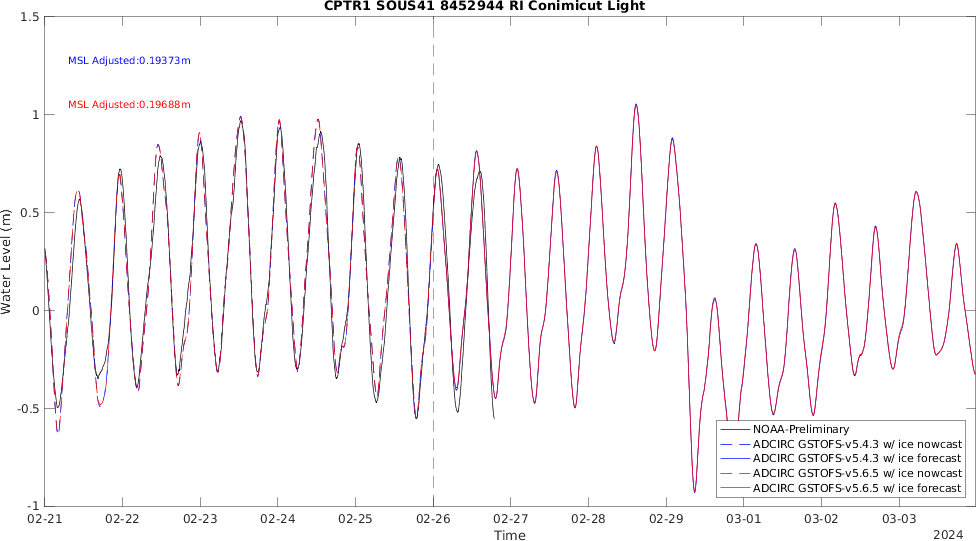 CPTR1 SOUS41 8452944 RI Conimicut Light
1.5
1
0.5
0
-0.5
-1
Water Level (m)
MSL Adjusted:0.19373m
MSL Adjusted:0.19688m
NOAA-Preliminary
ADCIRC GSTOFS-v5.4.3 w/ ice nowcast
ADCIRC GSTOFS-v5.4.3 w/ ice forecast
ADCIRC GSTOFS-v5.6.5 w/ ice nowcast
ADCIRC GSTOFS-v5.6.5 w/ ice forecast
02-21 02-22 02-23 02-24 02-25 02-26 02-27 02-28 02-29 03-01 03-02 03-03
Time
2024